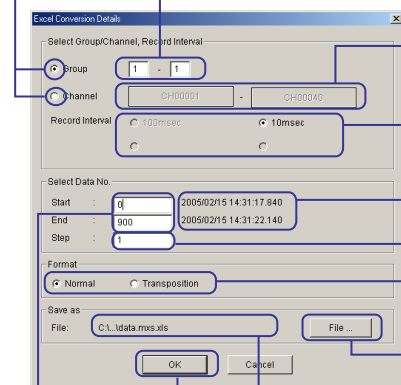 Excel Conversion Details
Select Group/Channel, Record Interval
Group 1 - 1
Channel CH00001 - CH00040
Record Interval 100msec 10msec
Select Data No.
Start : 0 2005/02/15 14:31:17.840
End : 900 2005/02/15 14:31:22.140
Step : 1
Format
Normal Transposition
Save as
File: C:\...\data.mxs.xls File ...
OK Cancel